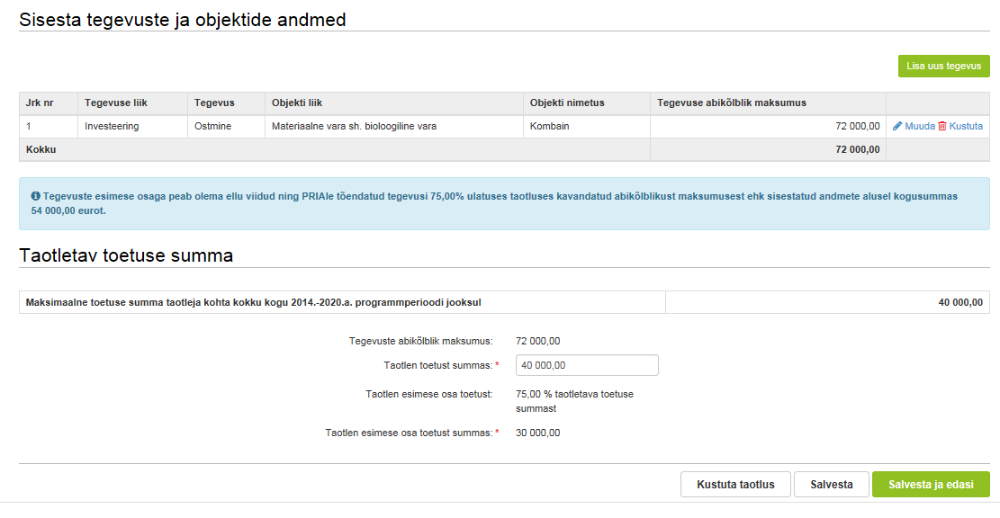 Sisesta tegevuste ja objektide andmed
Lisa uus tegevus
Jrk nr Tegevuse liik Tegevus Objekti liik Objekti nimetus Tegevuse abikõlblik maksumus
1 Investeering Ostmine Materiaalne vara sh. bioloogiline vara Kombain 72 000,00 Muuda Kustuta
Kokku 72 000,00
Tegevuste esimese osaga peab olema ellu viidud ning PRIAle tõendatud tegevusi 75,00% ulatuses taotluses kavandatud abikõlblikust maksumusest ehk sisestatud andmete alusel kogusummas
54 000,00 eurot.
Taotletav toetuse summa
Maksimaalne toetuse summa taotleja kohta kokku kogu 2014.-2020.a. programmperioodi jooksul 40 000,00
Tegevuste abikõlblik maksumus: 72 000,00
Taotlen toetust summas: * 40 000,00
Taotlen esimese osa toetust: 75,00 % taotletava toetuse
summast
Taotlen esimese osa toetust summas: * 30 000,00
Kustuta taotlus Salvesta Salvesta ja edasi